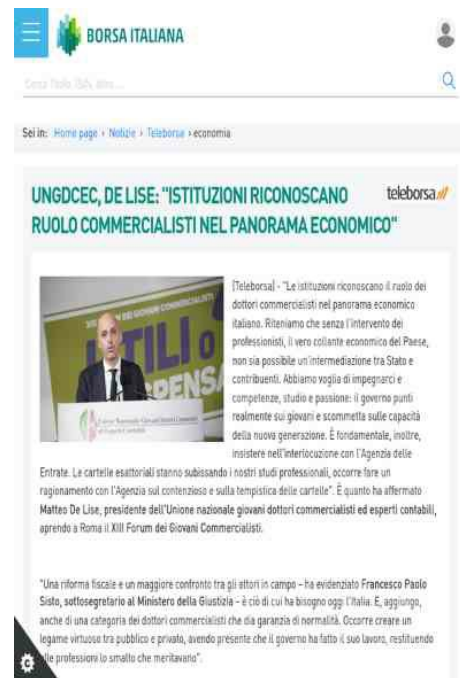 BORSA ITALIANA
Cerca Titolo, ISIN, altro...
Sei in: Home page › Notizie › Teleborsa › economia
UNGDCEC, DE LISE: "ISTITUZIONI RICONOSCANO
RUOLO COMMERCIALISTI NEL PANORAMA ECONOMICO"
teleborsa
UTILI o
(Teleborsa) - "Le istituzioni riconoscano il ruolo dei
dottori commercialisti nel panorama economico
italiano. Riteniamo che senza l'intervento dei
professionisti, il vero collante economico del Paese,
non sia possibile un'intermediazione tra Stato e
contribuenti. Abbiamo voglia di impegnarci e
competenze, studio e passione: il governo punti
realmente sui giovani e scommetta sulle capacità
della nuova generazione. È fondamentale, inoltre,
insistere nell'interlocuzione con l'Agenzia delle
Entrate. Le cartelle esattoriali stanno subissando i nostri studi professionali, occorre fare un
ragionamento con l'Agenzia sul contenzioso e sulla tempistica delle cartelle". È quanto ha affermato
Matteo De Lise, presidente dell'Unione nazionale giovani dottori commercialisti ed esperti contabili,
aprendo a Roma il XIII Forum dei Giovani Commercialisti.
"Una riforma fiscale e un maggiore confronto tra gli attori in campo – ha evidenziato Francesco Paolo
Sisto, sottosegretario al Ministero della Giustizia – è ciò di cui ha bisogno oggi l'Italia. E, aggiungo,
anche di una categoria dei dottori commercialisti che dia garanzia di normalità. Occorre creare un
legame virtuoso tra pubblico e privato, avendo presente che il governo ha fatto il suo lavoro, restituendo
alle professioni lo smalto che meritavano".